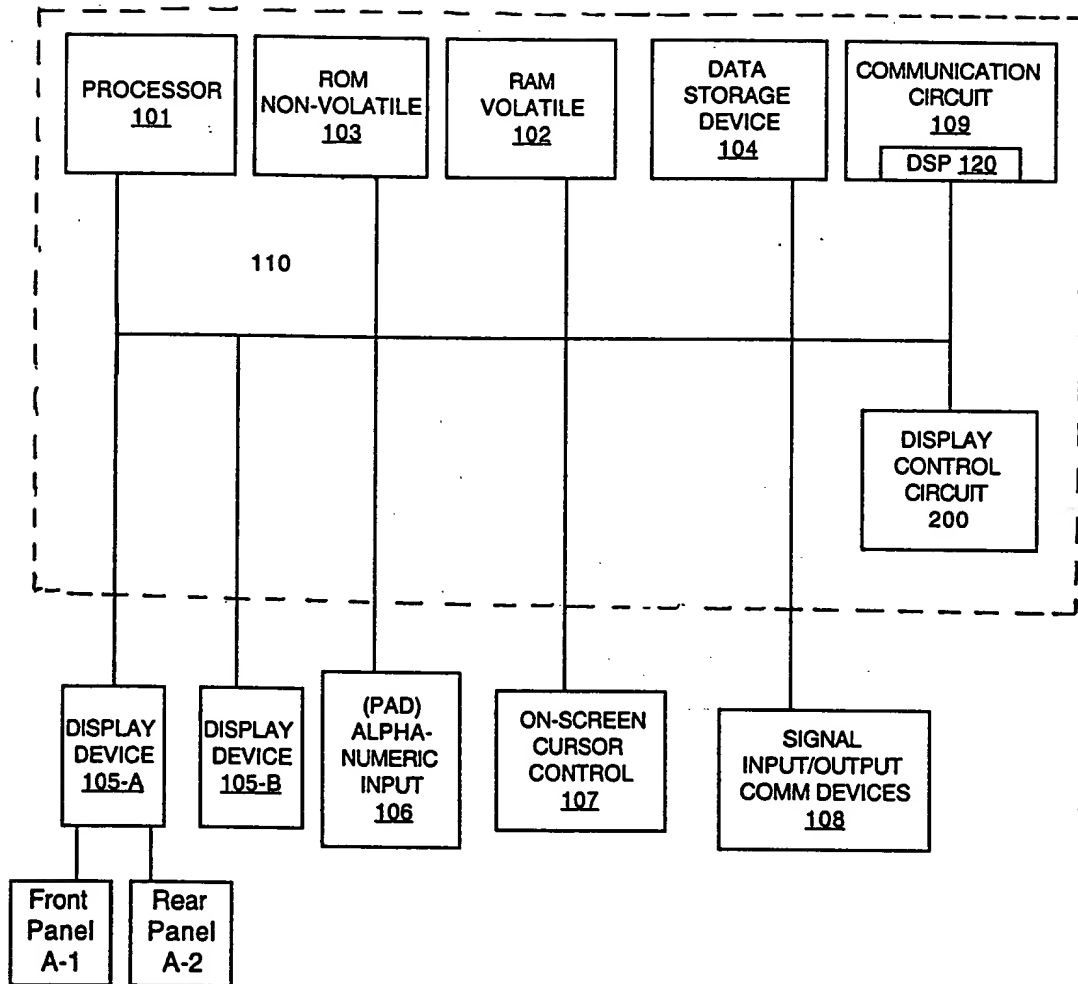 PROCESSOR
101
ROM
NON-VOLATILE
103
RAM
VOLATILE
102
DATA
STORAGE
DEVICE
104
COMMUNICATION
CIRCUIT
109
DSP 120
110
DISPLAY
CONTROL
CIRCUIT
200
DISPLAY
DEVICE
105-A
DISPLAY
DEVICE
105-B
(PAD)
ALPHA-
NUMERIC
INPUT
106
ON-SCREEN
CURSOR
CONTROL
107
SIGNAL
INPUT/OUTPUT
COMM DEVICES
108
Front
Panel
A-1
Rear
Panel
A-2